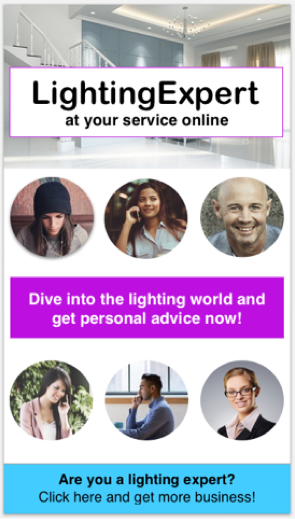 LightingExpert
at your service online
Dive into the lighting world and
get personal advice now!
Are you a lighting expert?
Click here and get more business!